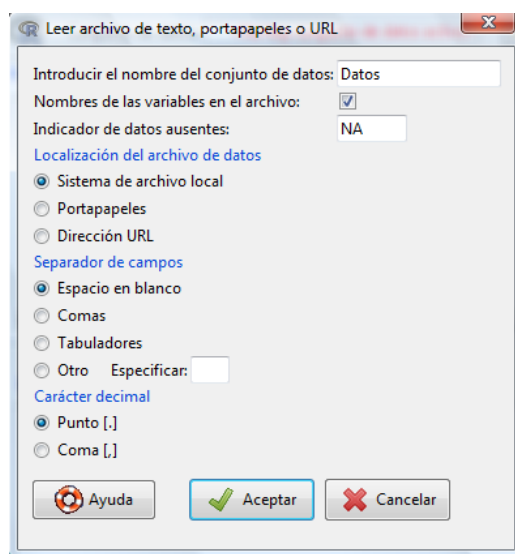 Leer archivo de texto, portapapeles o URL
Introducir el nombre del conjunto de datos: Datos
Nombres de las variables en el archivo:
Indicador de datos ausentes: NA
Localización del archivo de datos
Sistema de archivo local
Portapapeles
Dirección URL
Separador de campos
Espacio en blanco
Comas
Tabuladores
Otro Especificar:
Carácter decimal
Punto [.]
Coma [,]
Ayuda Aceptar Cancelar